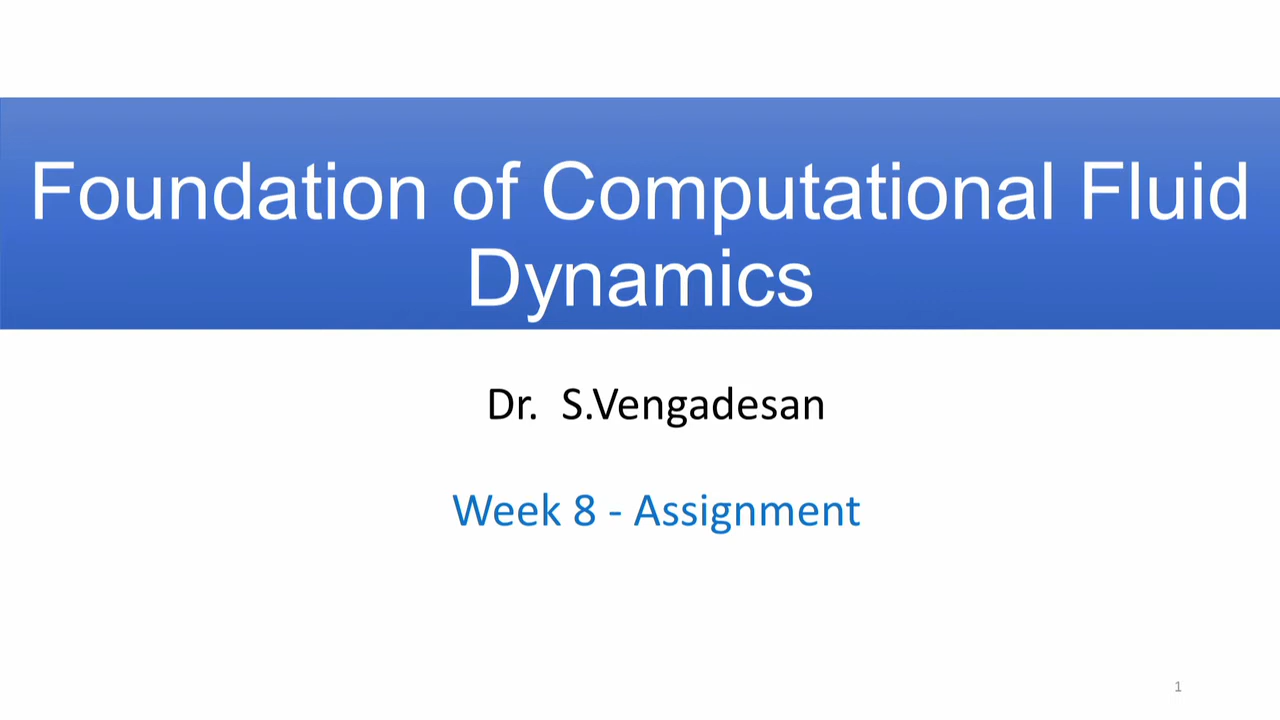 Foundation of Computational Fluid
Dynamics
Dr. S.Vengadesan
Week 8 - Assignment
1